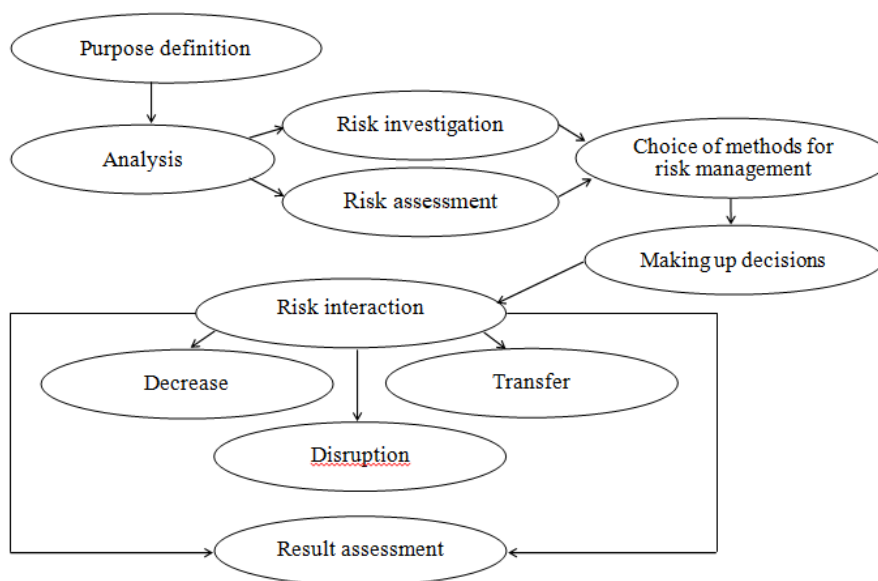 Purpose definition
Risk investigation
Analysis
Choice of methods for
risk management
Risk assessment
Making up decisions
Risk interaction
Decrease
Transfer
Disruption
Result assessment